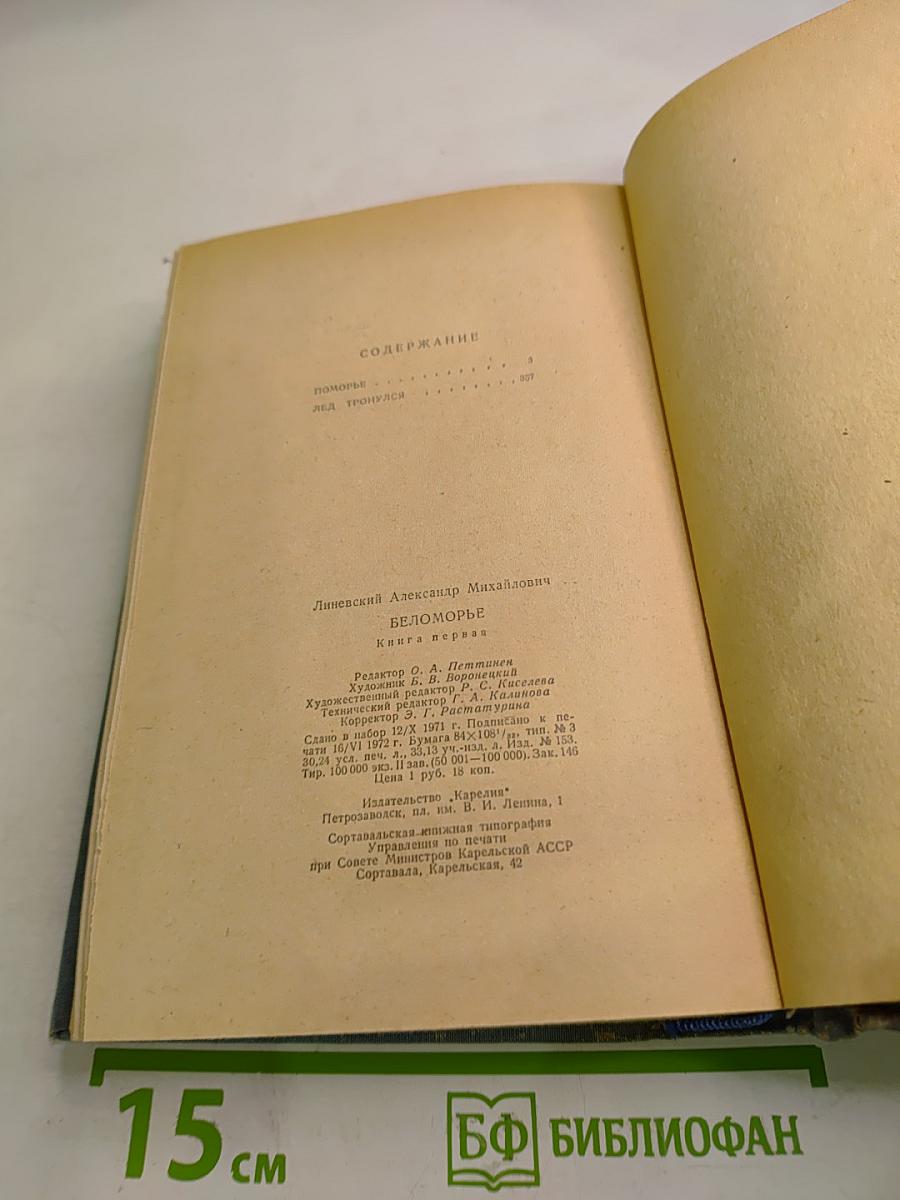 СОДЕРЖАНИЕ
ПОМОРЬЕ . . . . . . . . . . 3
ЛЕД ТРОНУЛСЯ . . . . . . . . 357
Линевский Александр Михайлович
БЕЛОМОРЬЕ
Книга первая
Редактор О. А. Петтинен
Художник Б. В. Воронецкий
Художественный редактор Р. С. Киселева
Технический редактор Г. А. Калинова
Корректор Э. Г. Растатурина
Сдано в набор 12/X 1971 г. Подписано к пе-
чати 16/VI 1972 г. Бумага 84×108¹/₃₂, тип. № 3
30,24 усл. печ. л., 33,13 уч.-изд. л. Изд. № 153.
Тир. 100 000 экз. II зав. (50 001—100 000). Зак. 146
Цена 1 руб. 18 коп.
Издательство „Карелия"
Петрозаводск, пл. им. В. И. Ленина, 1
Сортавальская книжная типография
Управления по печати
при Совете Министров Карельской АССР
Сортавала, Карельская, 42
15 см
БФ БИБЛИОФАН